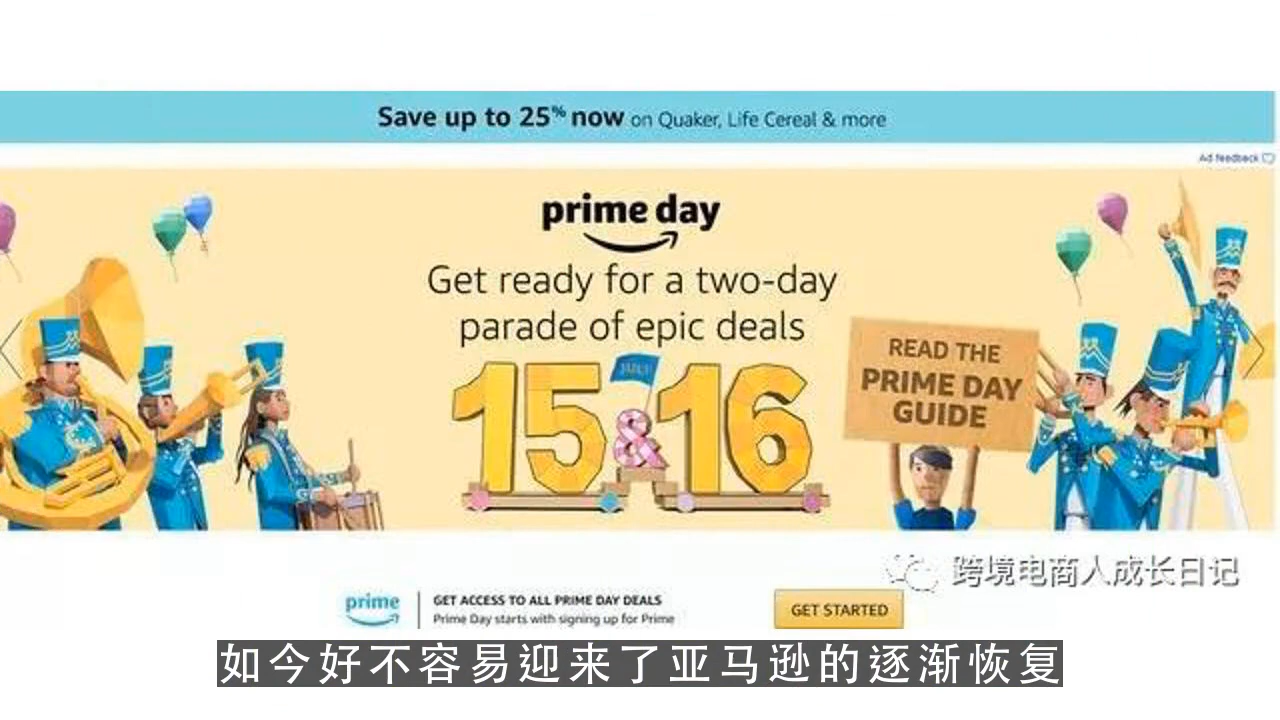 Save up to 25% now on Quaker, Life Cereal & more
Ad feedback
prime day
Get ready for a two-day
parade of epic deals
JULY
15 & 16
READ THE
PRIME DAY
GUIDE
跨境电商人成长日记
prime
GET ACCESS TO ALL PRIME DAY DEALS
Prime Day starts with signing up for Prime
GET STARTED
如今好不容易迎来了亚马逊的逐渐恢复